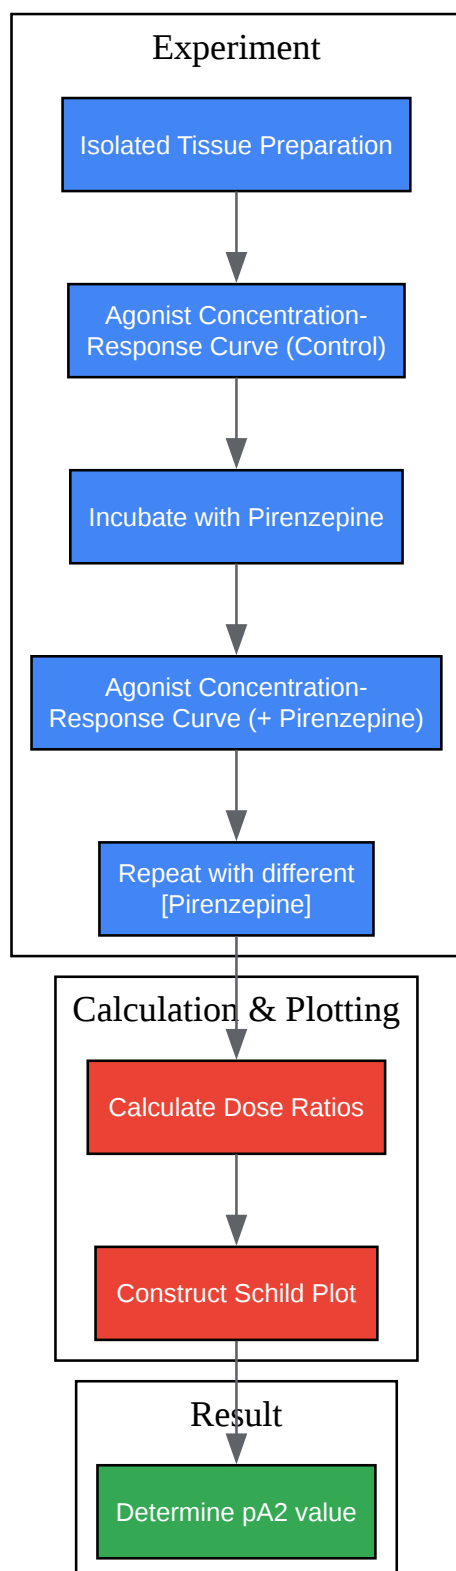 Experiment
Isolated Tissue Preparation
Agonist Concentration-
Response Curve (Control)
Incubate with Pirenzepine
Agonist Concentration-
Response Curve (+ Pirenzepine)
Repeat with different
[Pirenzepine]
Calculation & Plotting
Calculate Dose Ratios
Construct Schild Plot
Result
Determine pA2 value